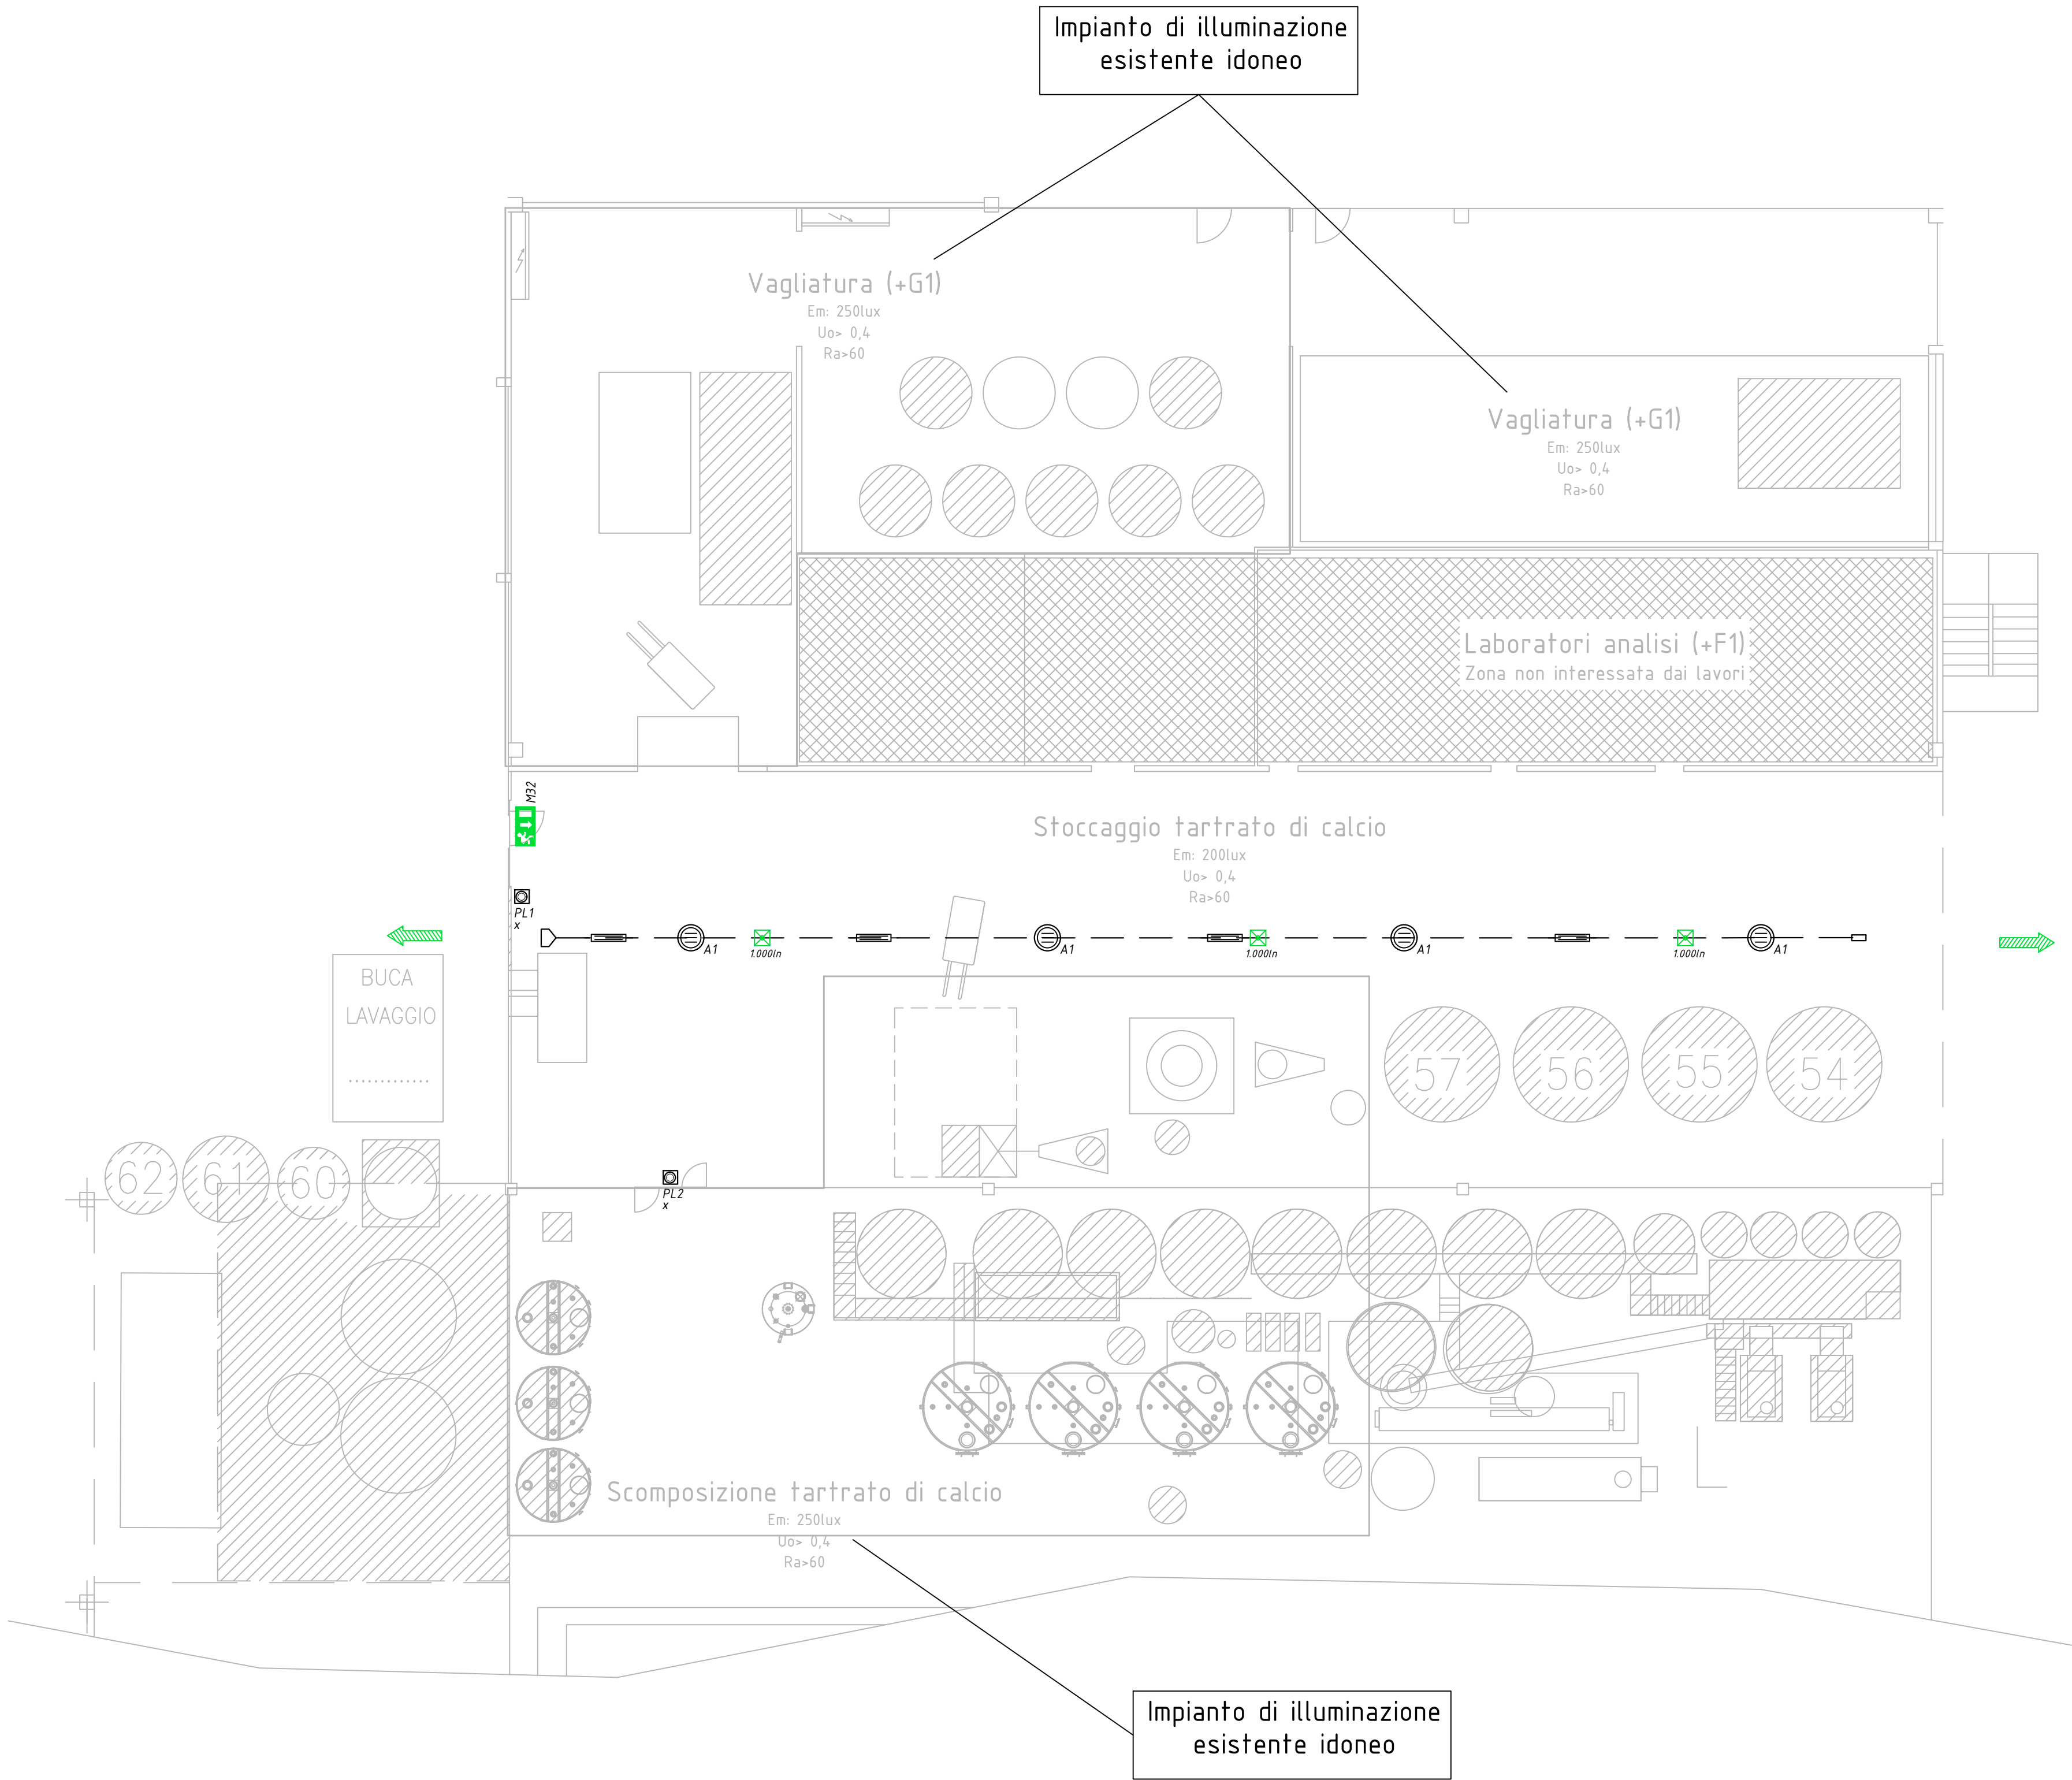 Impianto di illuminazione
esistente idoneo
Vagliatura (+G1)
Em: 250lux
Uo> 0,4
Ra>60
Vagliatura (+G1)
Em: 250lux
Uo> 0,4
Ra>60
Laboratori analisi (+F1)
Zona non interessata dai lavori
M32
Stoccaggio tartrato di calcio
Em: 200lux
Uo> 0,4
Ra>60
PL1
x
A1
1.000ln
A1
1.000ln
A1
1.000ln
A1
BUCA
LAVAGGIO
.............
57
56
55
54
62
61
60
PL2
x
Scomposizione tartrato di calcio
Em: 250lux
Uo> 0,4
Ra>60
Impianto di illuminazione
esistente idoneo